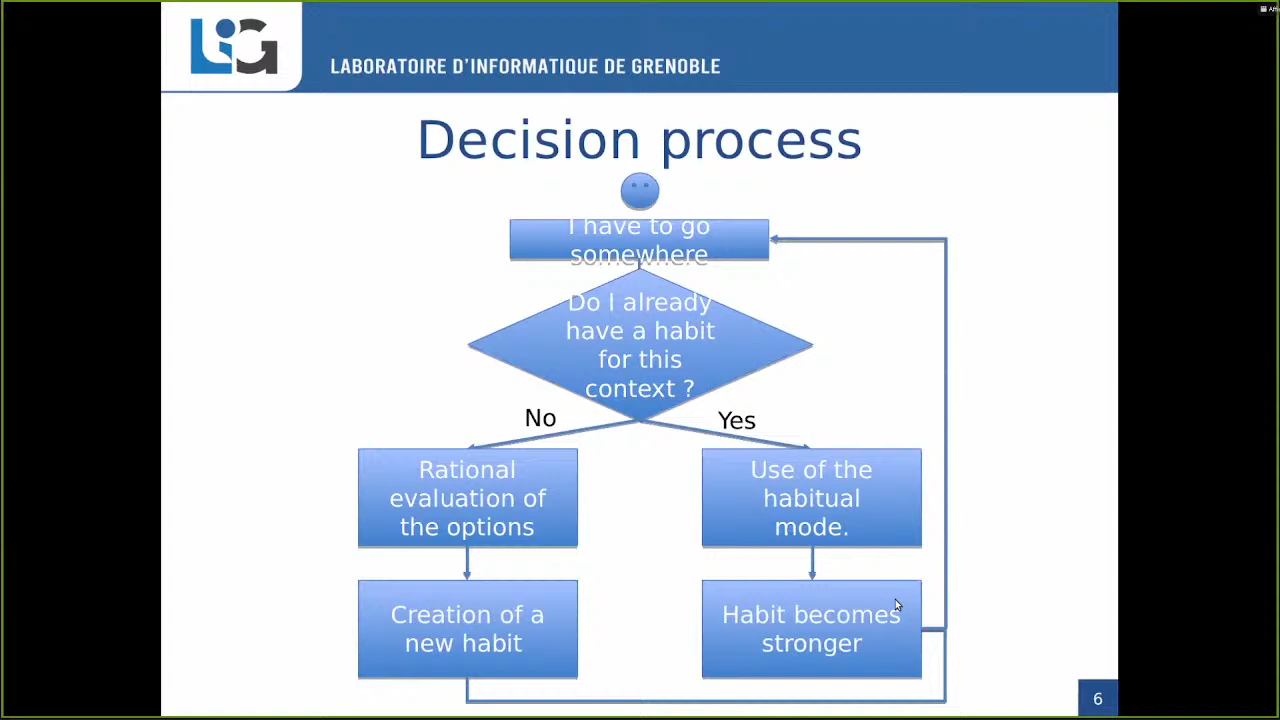 LIG
LABORATOIRE D'INFORMATIQUE DE GRENOBLE
Decision process
I have to go
somewhere
Do I already
have a habit
for this
context ?
No
Yes
Rational
evaluation of
the options
Use of the
habitual
mode.
Creation of a
new habit
Habit becomes
stronger
6